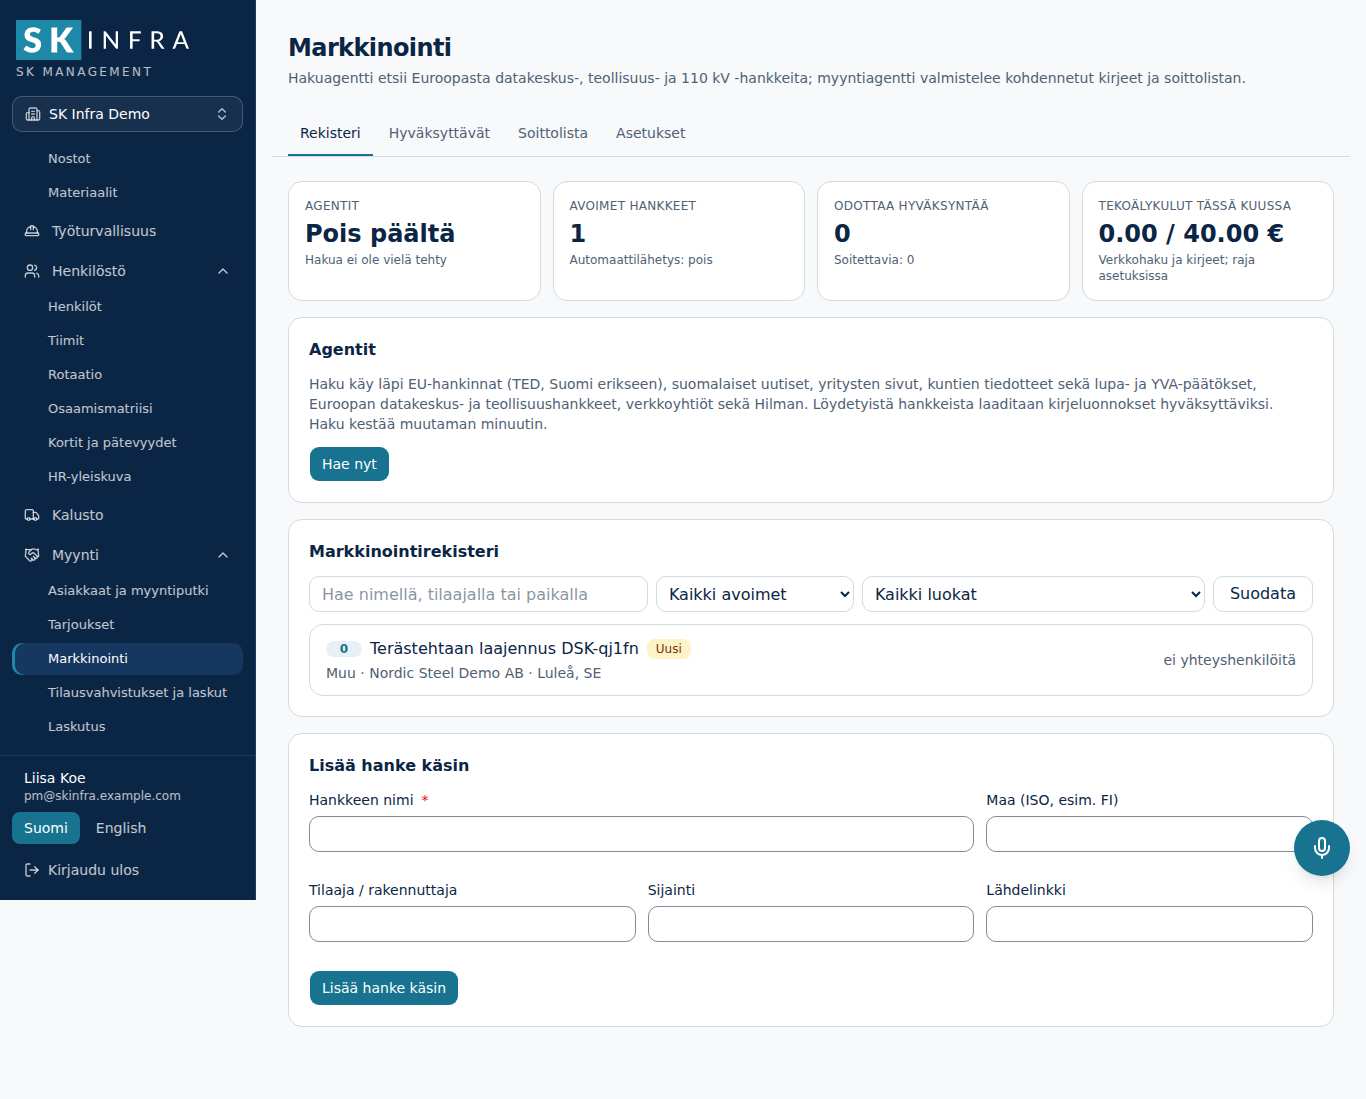 SK INFRA
SK MANAGEMENT
SK Infra Demo
Nostot
Materiaalit
Työturvallisuus
Henkilöstö
Henkilöt
Tiimit
Rotaatio
Osaamismatriisi
Kortit ja pätevyydet
HR-yleiskuva
Kalusto
Myynti
Asiakkaat ja myyntiputki
Tarjoukset
Markkinointi
Tilausvahvistukset ja laskut
Laskutus
Liisa Koe
pm@skinfra.example.com
Suomi English
Kirjaudu ulos
Markkinointi
Hakuagentti etsii Euroopasta datakeskus-, teollisuus- ja 110 kV -hankkeita; myyntiagentti valmistelee kohdennetut kirjeet ja soittolistan.
Rekisteri Hyväksyttävät Soittolista Asetukset
AGENTIT
Pois päältä
Hakua ei ole vielä tehty
AVOIMET HANKKEET
1
Automaattilähetys: pois
ODOTTAA HYVÄKSYNTÄÄ
0
Soitettavia: 0
TEKOÄLYKULUT TÄSSÄ KUUSSA
0.00 / 40.00 €
Verkkohaku ja kirjeet; raja
asetuksissa
Agentit
Haku käy läpi EU-hankinnat (TED, Suomi erikseen), suomalaiset uutiset, yritysten sivut, kuntien tiedotteet sekä lupa- ja YVA-päätökset,
Euroopan datakeskus- ja teollisuushankkeet, verkkoyhtiöt sekä Hilman. Löydetyistä hankkeista laaditaan kirjeluonnokset hyväksyttäviksi.
Haku kestää muutaman minuutin.
Hae nyt
Markkinointirekisteri
Hae nimellä, tilaajalla tai paikalla Kaikki avoimet Kaikki luokat Suodata
0 Terästehtaan laajennus DSK-qj1fn Uusi
Muu · Nordic Steel Demo AB · Luleå, SE
ei yhteyshenkilöitä
Lisää hanke käsin
Hankkeen nimi * Maa (ISO, esim. FI)
Tilaaja / rakennuttaja Sijainti Lähdelinkki
Lisää hanke käsin